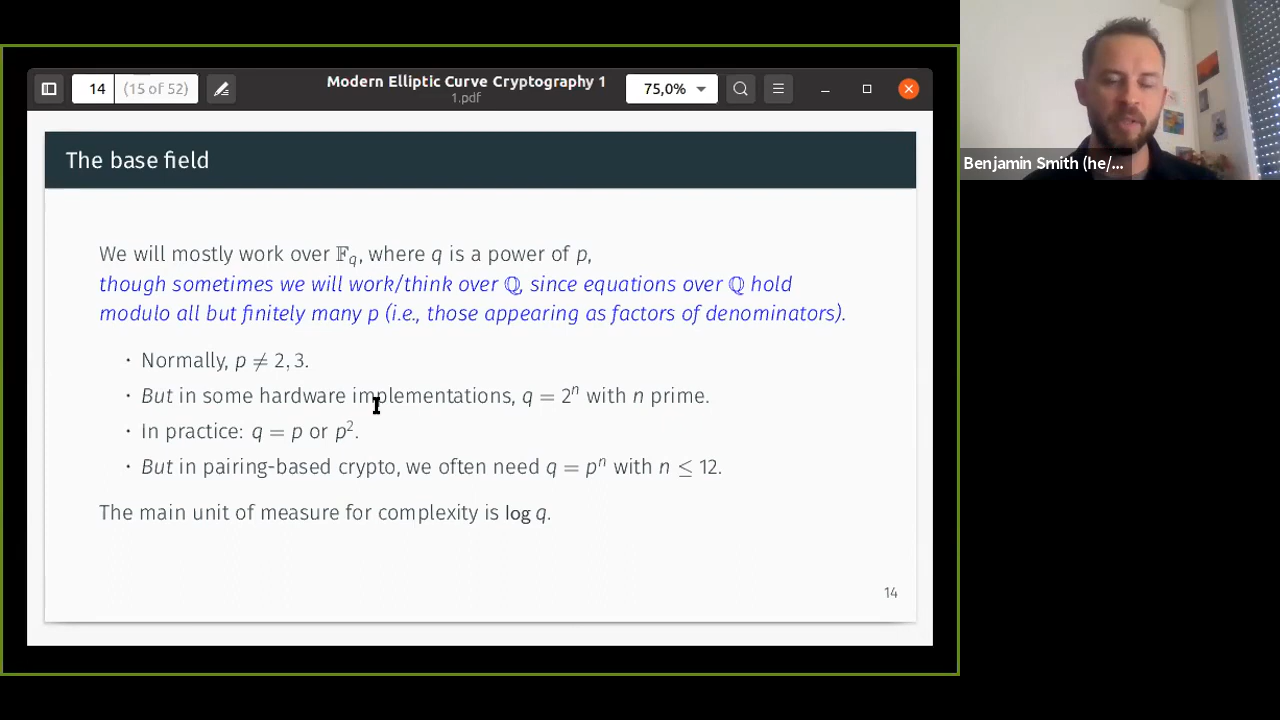 14 (15 of 52)
Modern Elliptic Curve Cryptography 1
1.pdf
75,0%
The base field
We will mostly work over 𝔽q, where q is a power of p,
though sometimes we will work/think over ℚ, since equations over ℚ hold
modulo all but finitely many p (i.e., those appearing as factors of denominators).
· Normally, p ≠ 2, 3.
· But in some hardware implementations, q = 2ⁿ with n prime.
· In practice: q = p or p².
· But in pairing-based crypto, we often need q = pⁿ with n ≤ 12.
The main unit of measure for complexity is log q.
14
Benjamin Smith (he/...